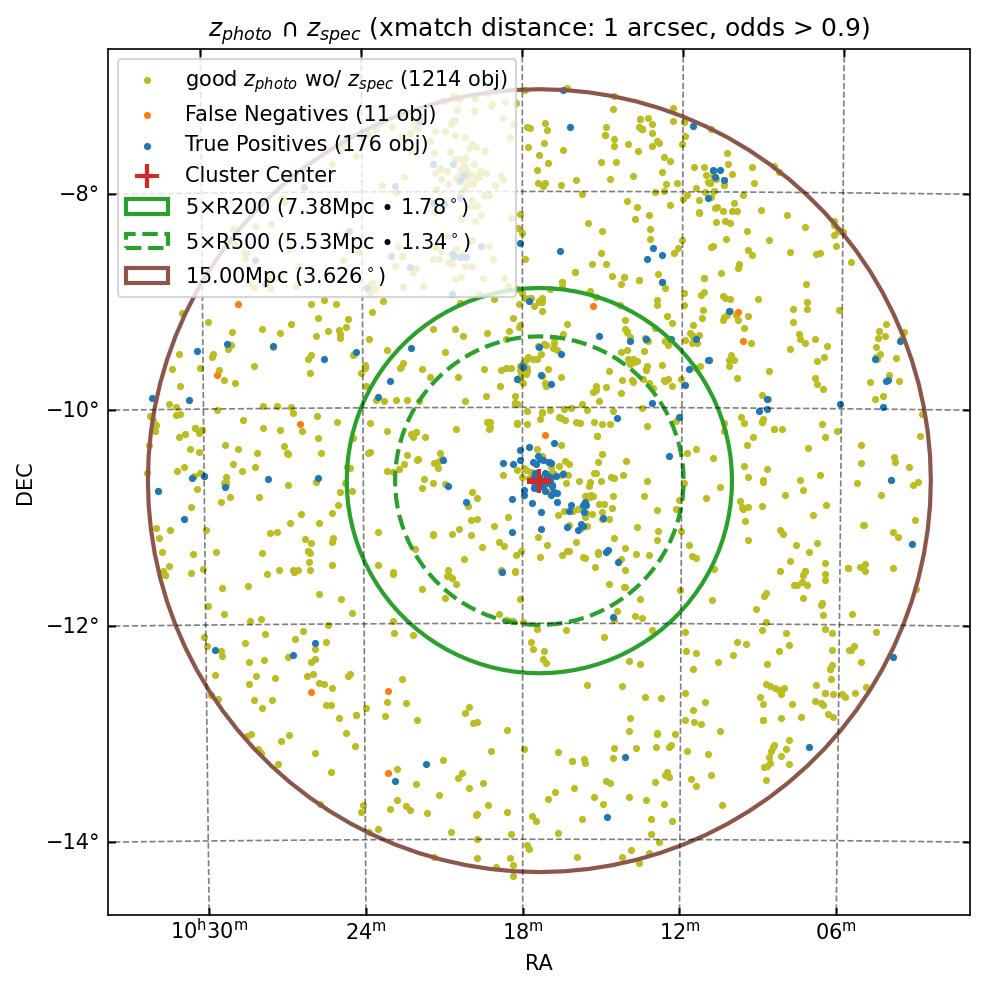 z_photo ∩ z_spec (xmatch distance: 1 arcsec, odds > 0.9)
good z_photo wo/ z_spec (1214 obj)
False Negatives (11 obj)
True Positives (176 obj)
Cluster Center
5×R200 (7.38Mpc • 1.78°)
5×R500 (5.53Mpc • 1.34°)
15.00Mpc (3.626°)
DEC
−8°
−10°
−12°
−14°
10ʰ30ᵐ 24ᵐ 18ᵐ 12ᵐ 06ᵐ
RA